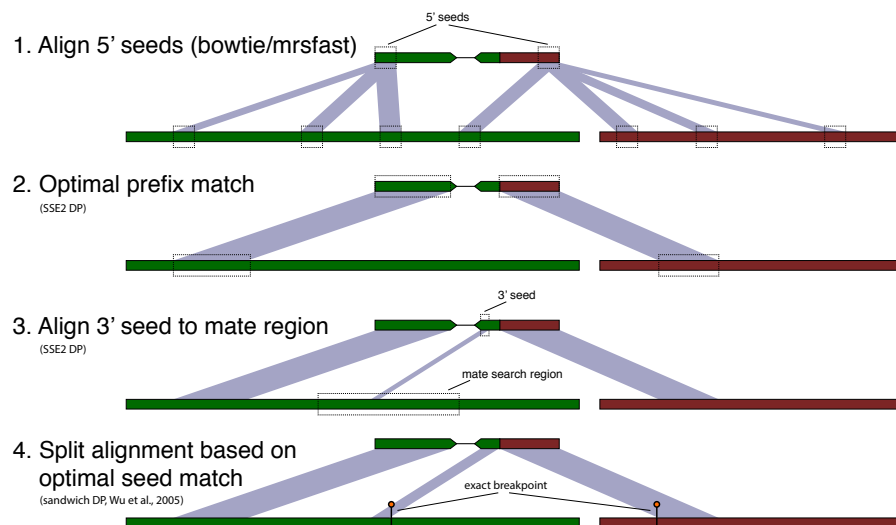 5' seeds
1. Align 5' seeds (bowtie/mrsfast)
2. Optimal prefix match
(SSE2 DP)
3' seed
3. Align 3' seed to mate region
(SSE2 DP)
mate search region
4. Split alignment based on
optimal seed match
exact breakpoint
(sandwich DP, Wu et al., 2005)